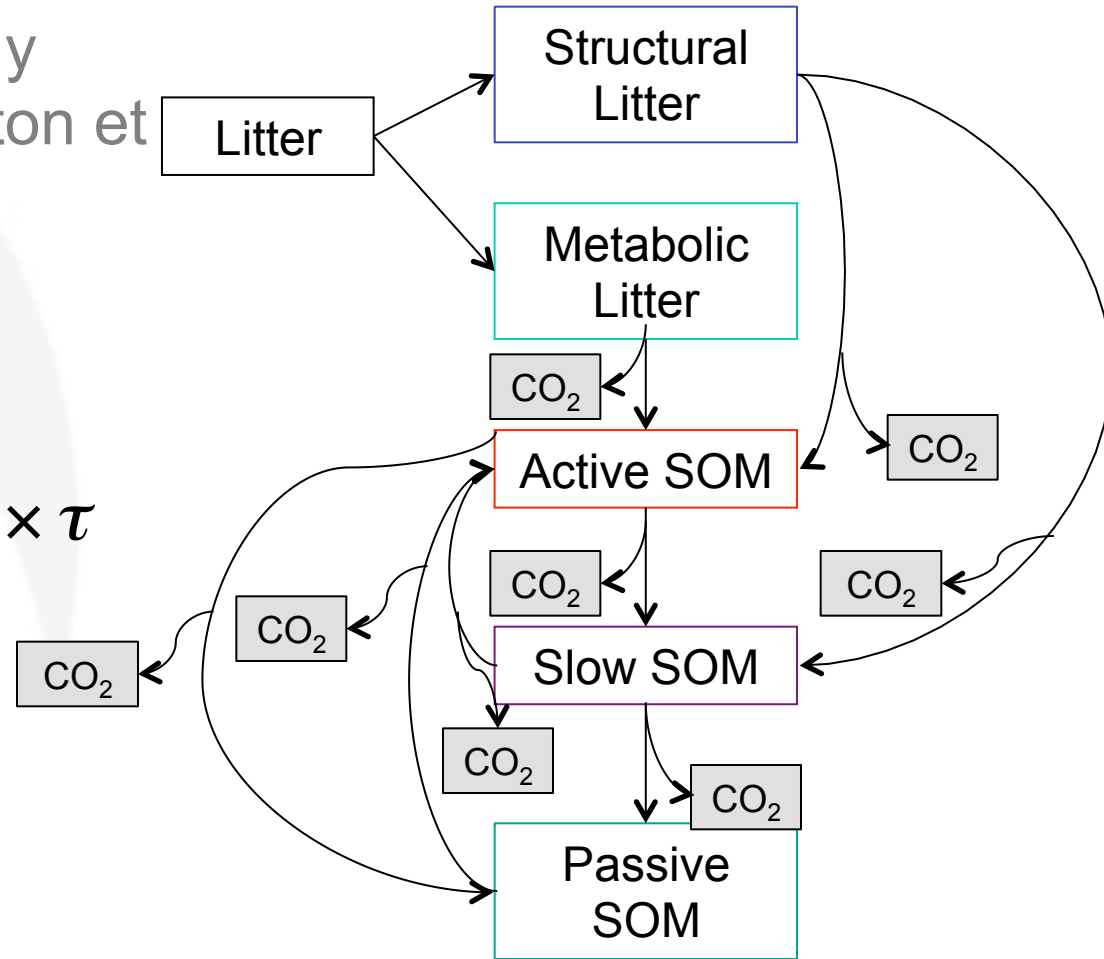 y
ton et
Litter
Structural
Litter
Metabolic
Litter
CO₂
CO₂
Active SOM
× τ
CO₂
CO₂
CO₂
CO₂
Slow SOM
CO₂
CO₂
Passive
SOM